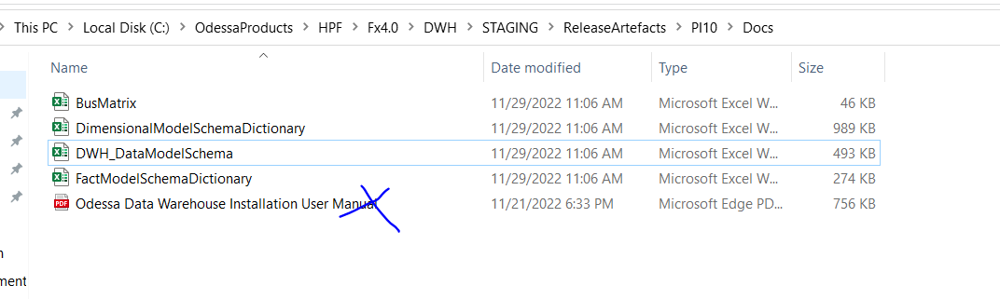 This PC > Local Disk (C:) > OdessaProducts > HPF > Fx4.0 > DWH > STAGING > ReleaseArtefacts > PI10 > Docs
Name Date modified Type Size
BusMatrix 11/29/2022 11:06 AM Microsoft Excel W... 46 KB
DimensionalModelSchemaDictionary 11/29/2022 11:06 AM Microsoft Excel W... 989 KB
DWH_DataModelSchema 11/29/2022 11:06 AM Microsoft Excel W... 493 KB
FactModelSchemaDictionary 11/29/2022 11:06 AM Microsoft Excel W... 274 KB
PDF Odessa Data Warehouse Installation User Manual 11/21/2022 6:33 PM Microsoft Edge PD... 756 KB